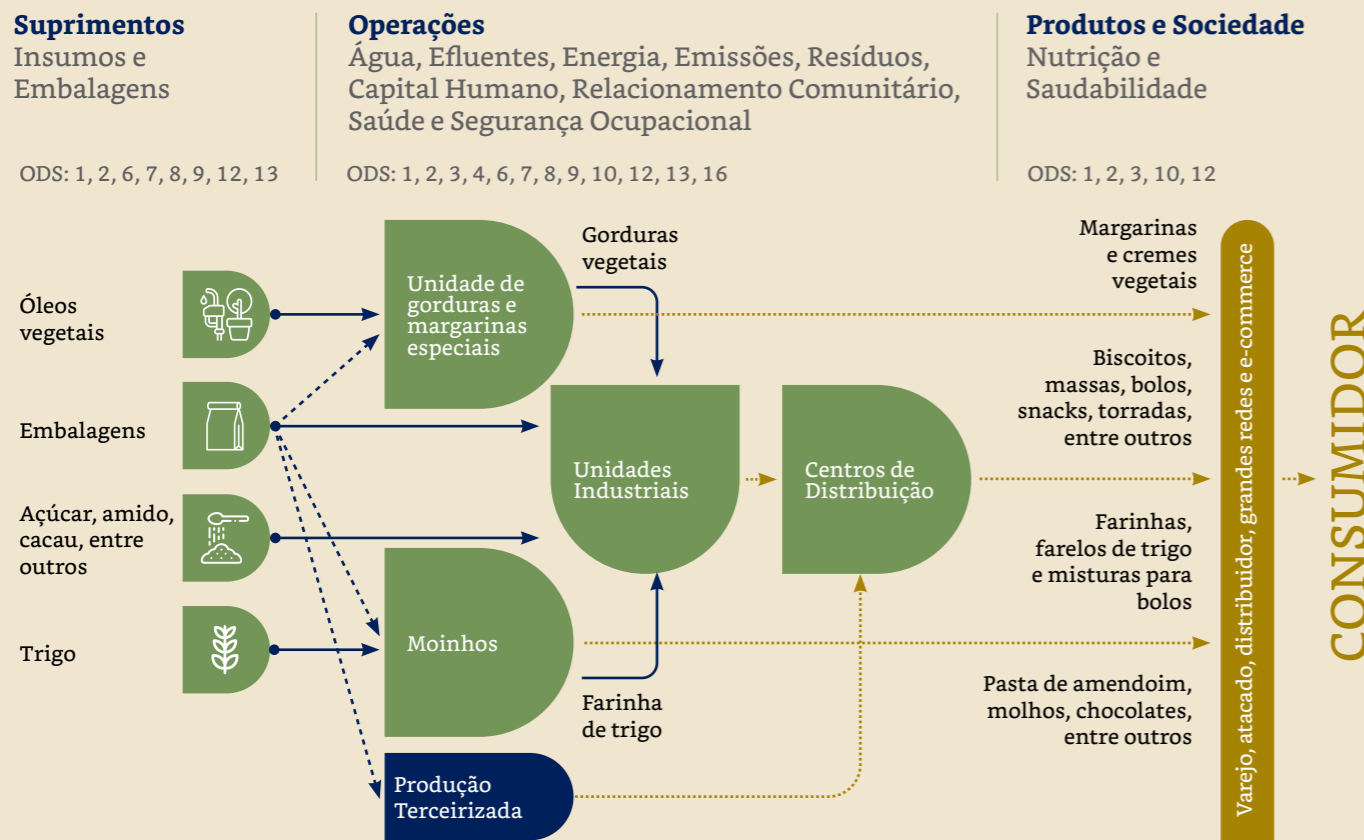 Suprimentos
Insumos e
Embalagens
ODS: 1, 2, 6, 7, 8, 9, 12, 13
Operações
Água, Efluentes, Energia, Emissões, Resíduos,
Capital Humano, Relacionamento Comunitário,
Saúde e Segurança Ocupacional
ODS: 1, 2, 3, 4, 6, 7, 8, 9, 10, 12, 13, 16
Produtos e Sociedade
Nutrição e
Saudabilidade
ODS: 1, 2, 3, 10, 12
Óleos
vegetais
Embalagens
Açúcar, amido,
cacau, entre
outros
Trigo
Unidade de
gorduras e
margarinas
especiais
Gorduras
vegetais
Unidades
Industriais
Centros de
Distribuição
Moinhos
Farinha
de trigo
Produção
Terceirizada
Margarinas
e cremes
vegetais
Biscoitos,
massas, bolos,
snacks, torradas,
entre outros
Farinhas,
farelos de trigo
e misturas para
bolos
Pasta de amendoim,
molhos, chocolates,
entre outros
Varejo, atacado, distribuidor, grandes redes e e-commerce
CONSUMIDOR